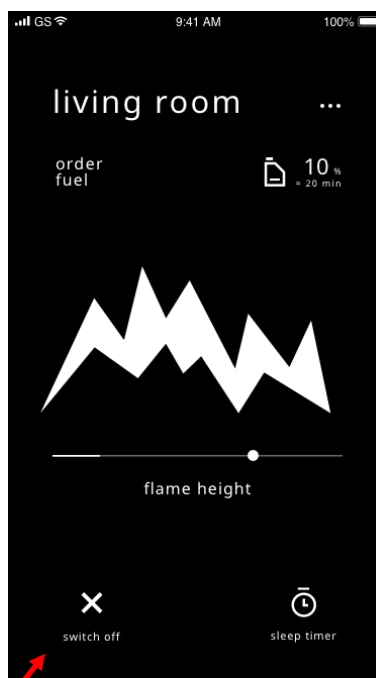 GS 9:41 AM 100%
living room
order
fuel
10 %
≈ 20 min
flame height
switch off
sleep timer